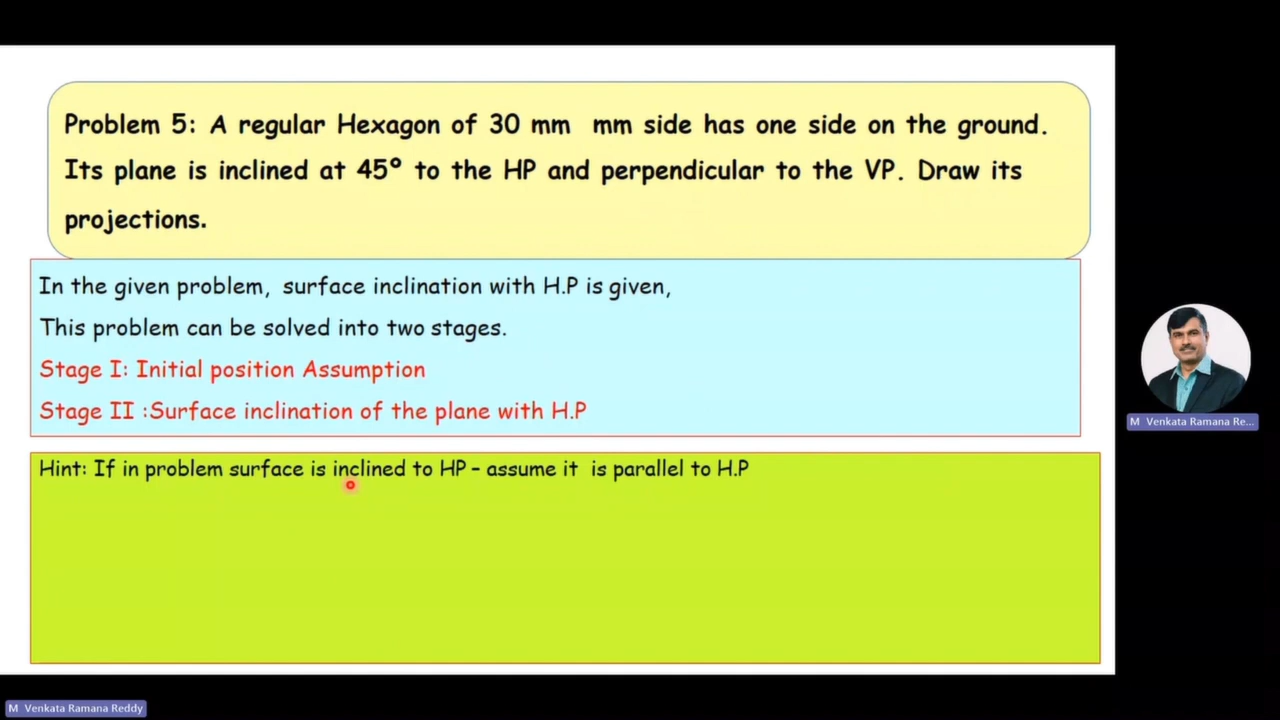 Problem 5: A regular Hexagon of 30 mm mm side has one side on the ground.
Its plane is inclined at 45º to the HP and perpendicular to the VP. Draw its
projections.
In the given problem, surface inclination with H.P is given,
This problem can be solved into two stages.
Stage I: Initial position Assumption
Stage II :Surface inclination of the plane with H.P
Hint: If in problem surface is inclined to HP – assume it is parallel to H.P
M Venkata Ramana Re...
M Venkata Ramana Reddy